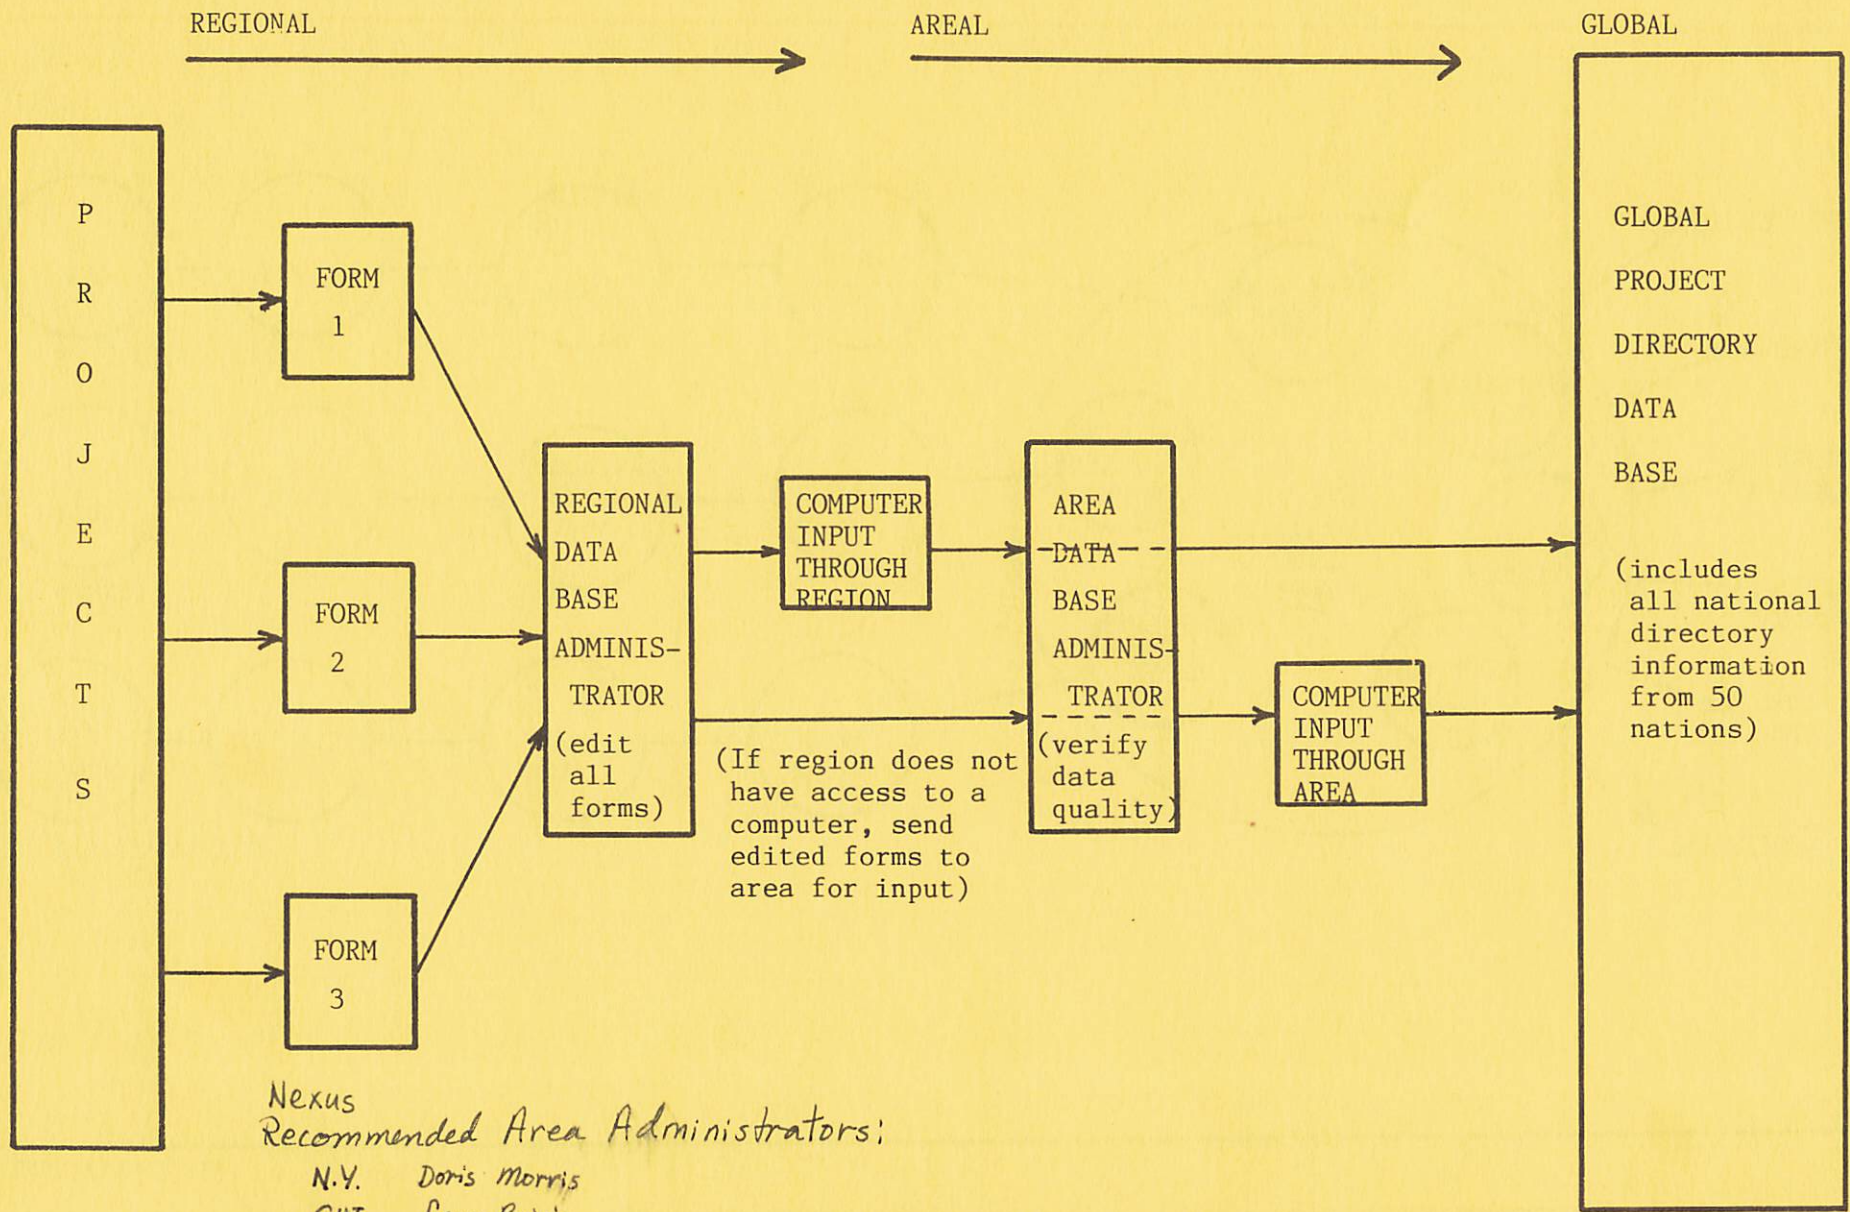 REGIONAL
AREAL
GLOBAL
P
R
O
J
E
C
T
S
FORM
1
FORM
2
FORM
3
REGIONAL
DATA
BASE
ADMINIS-
TRATOR
(edit
all
forms)
COMPUTER
INPUT
THROUGH
REGION
(If region does not
have access to a
computer, send
edited forms to
area for input)
AREA
DATA
BASE
ADMINIS-
TRATOR
(verify
data
quality)
COMPUTER
INPUT
THROUGH
AREA
GLOBAL
PROJECT
DIRECTORY
DATA
BASE
(includes
all national
directory
information
from 50
nations)
Nexus
Recommended Area Administrators:
N.Y. Doris Morris